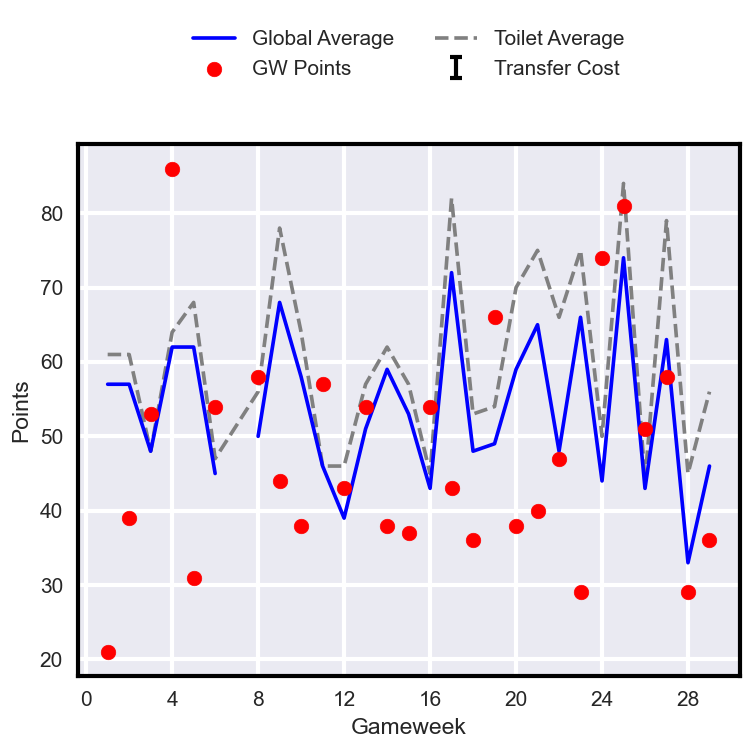 Global Average
Toilet Average
GW Points
Transfer Cost
80
70
60
50
40
30
20
Points
0 4 8 12 16 20 24 28
Gameweek